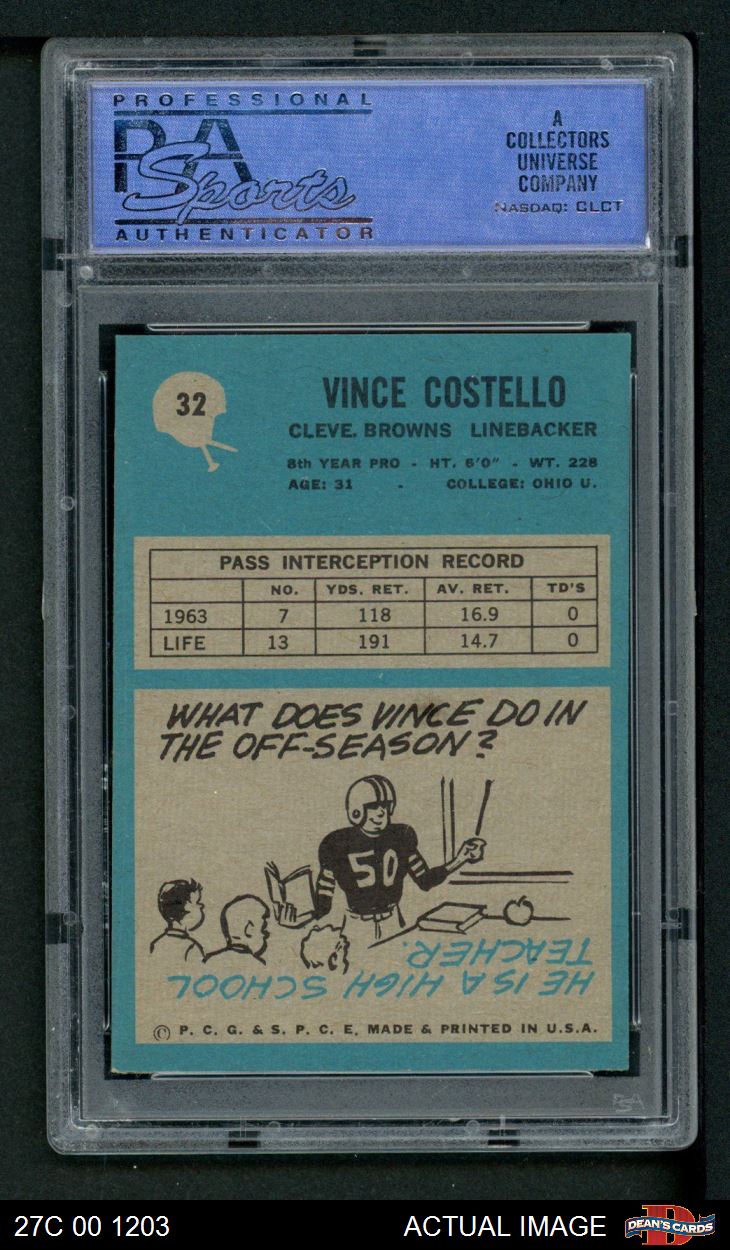 PROFESSIONAL
PSA
Sports
AUTHENTICATOR
A
COLLECTORS
UNIVERSE
COMPANY
NASDAQ: CLCT
32
VINCE COSTELLO
CLEVE. BROWNS LINEBACKER
8th YEAR PRO - HT. 6'0" - WT. 228
AGE: 31 - COLLEGE: OHIO U.
PASS INTERCEPTION RECORD
NO. YDS. RET. AV. RET. TD'S
1963 7 118 16.9 0
LIFE 13 191 14.7 0
WHAT DOES VINCE DO IN
THE OFF-SEASON?
50
HE IS A HIGH SCHOOL
TEACHER.
© P. C. G. & S. P. C. E. MADE & PRINTED IN U.S.A.
PSA
27C 00 1203
ACTUAL IMAGE
D
DEAN'S CARDS